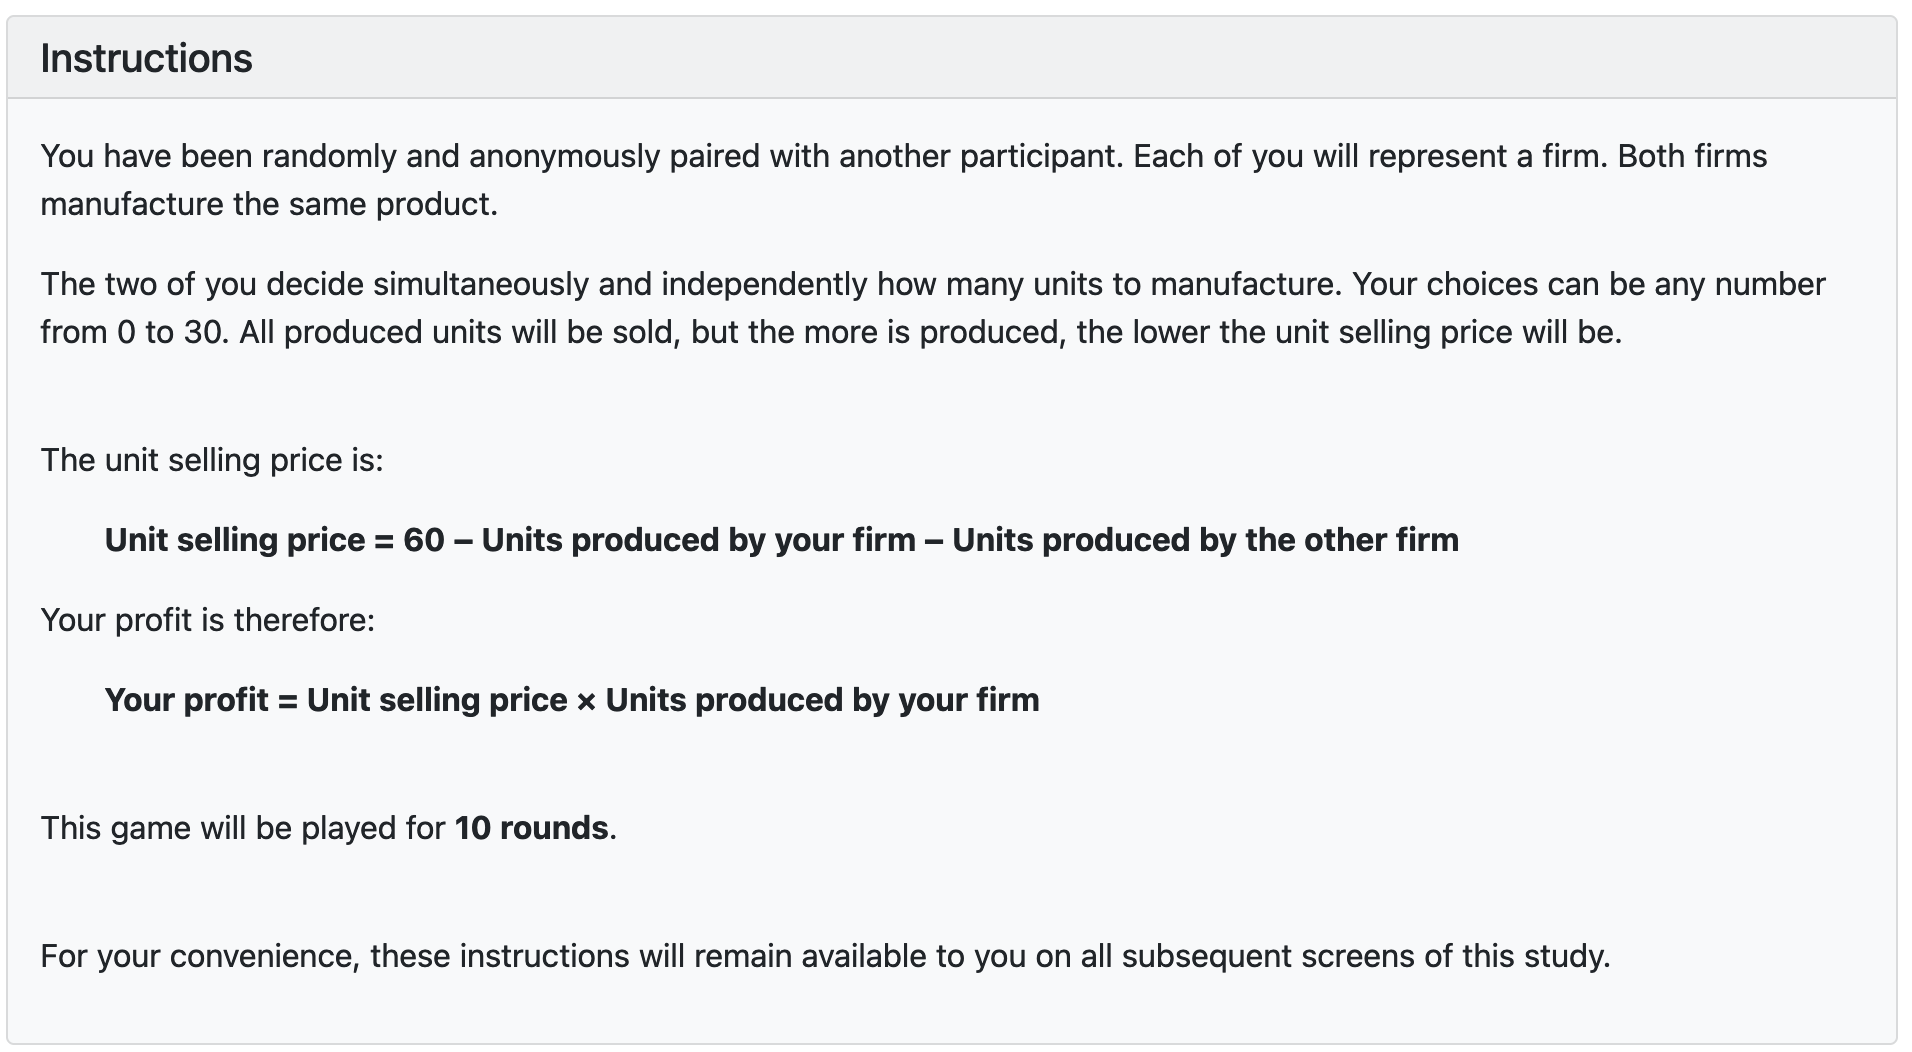 Instructions
You have been randomly and anonymously paired with another participant. Each of you will represent a firm. Both firms
manufacture the same product.
The two of you decide simultaneously and independently how many units to manufacture. Your choices can be any number
from 0 to 30. All produced units will be sold, but the more is produced, the lower the unit selling price will be.
The unit selling price is:
Unit selling price = 60 – Units produced by your firm – Units produced by the other firm
Your profit is therefore:
Your profit = Unit selling price × Units produced by your firm
This game will be played for 10 rounds.
For your convenience, these instructions will remain available to you on all subsequent screens of this study.